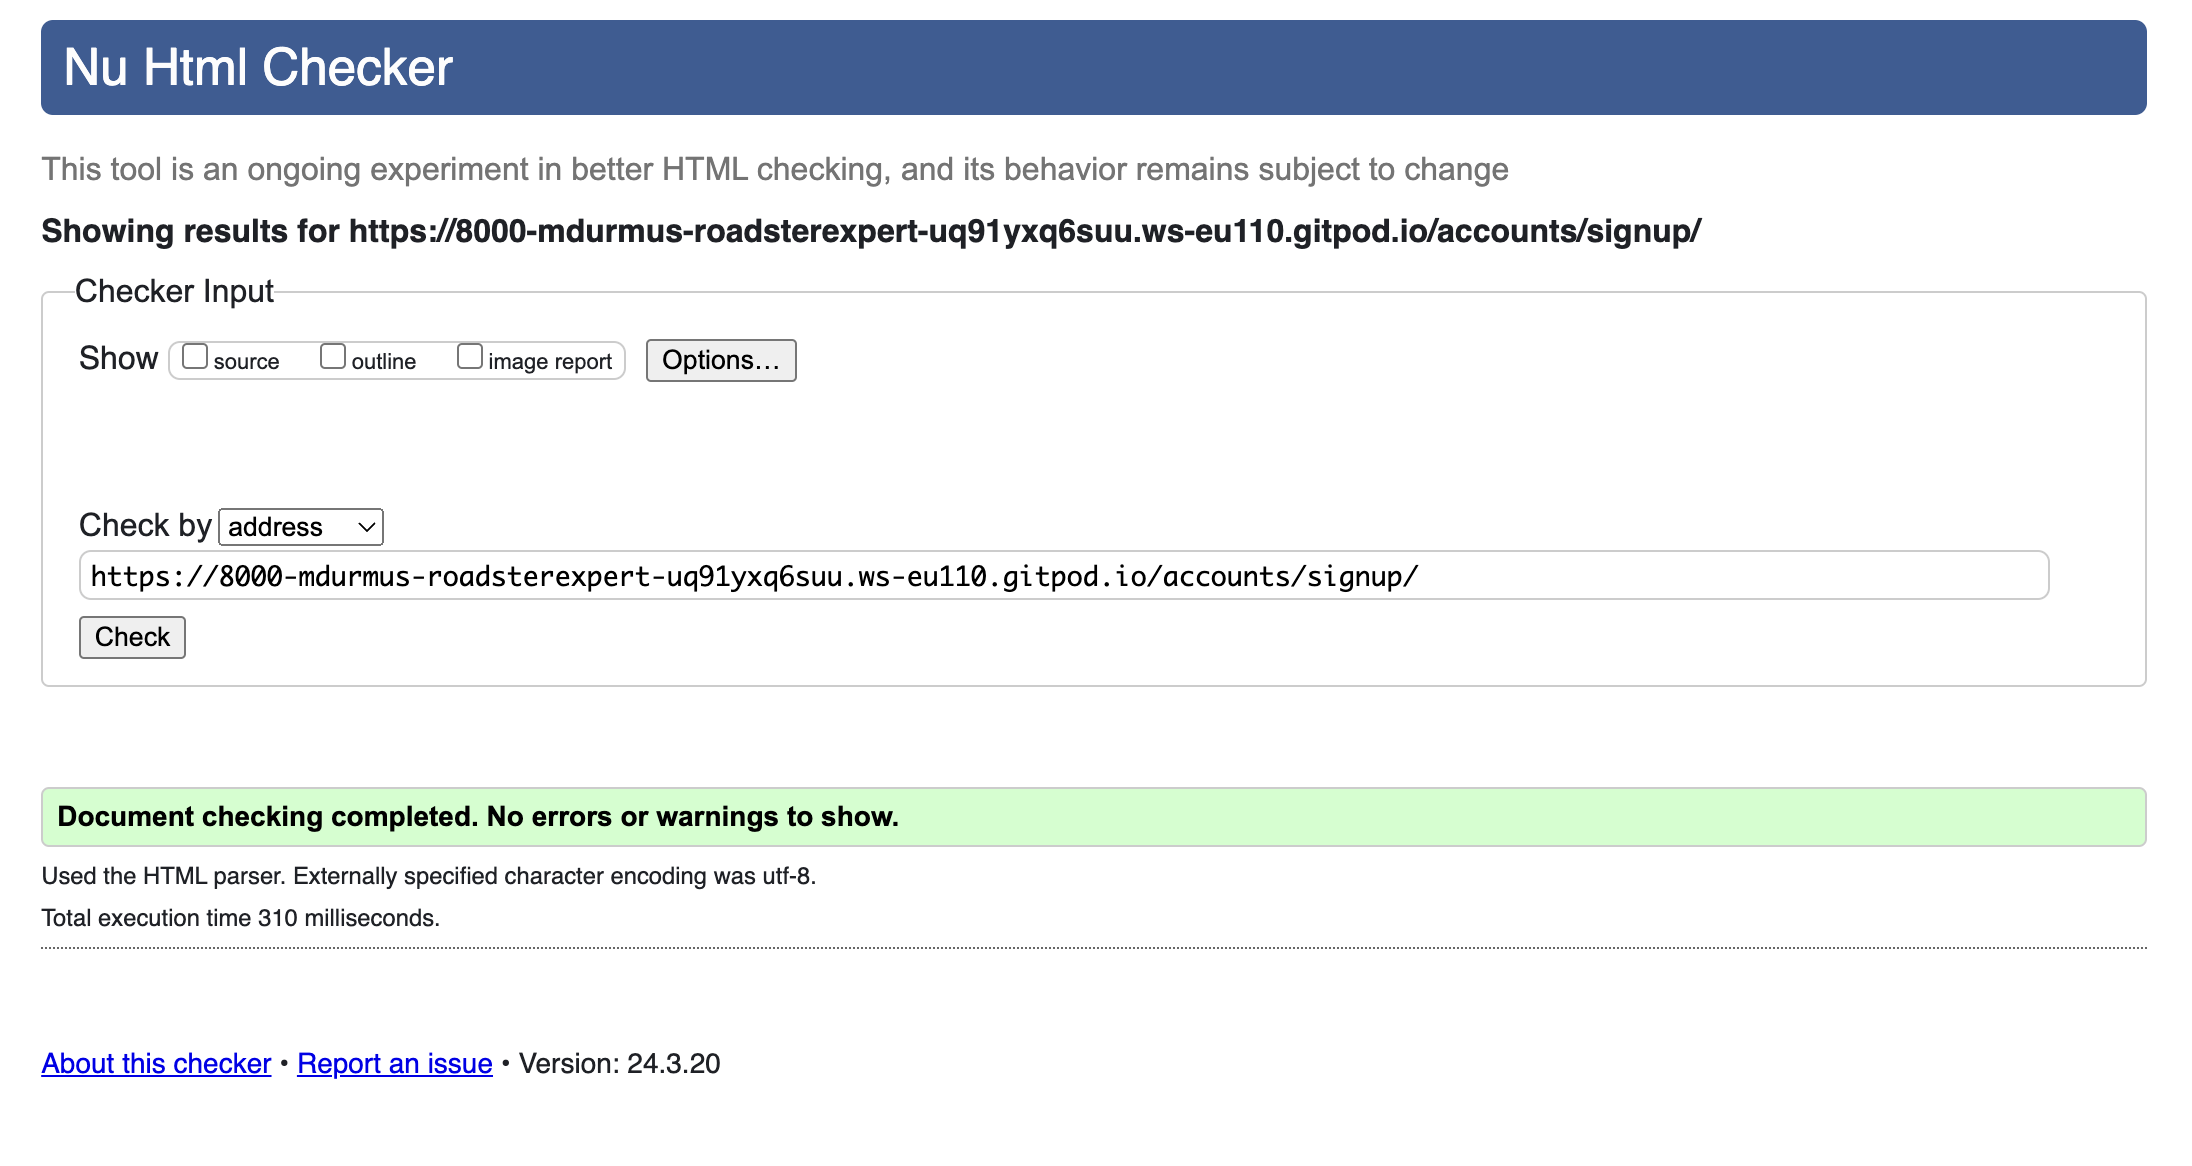 Nu Html Checker
This tool is an ongoing experiment in better HTML checking, and its behavior remains subject to change
Showing results for https://8000-mdurmus-roadsterexpert-uq91yxq6suu.ws-eu110.gitpod.io/accounts/signup/
Checker Input
Show source outline image report Options…
Check by address
https://8000-mdurmus-roadsterexpert-uq91yxq6suu.ws-eu110.gitpod.io/accounts/signup/
Check
Document checking completed. No errors or warnings to show.
Used the HTML parser. Externally specified character encoding was utf-8.
Total execution time 310 milliseconds.
About this checker • Report an issue • Version: 24.3.20